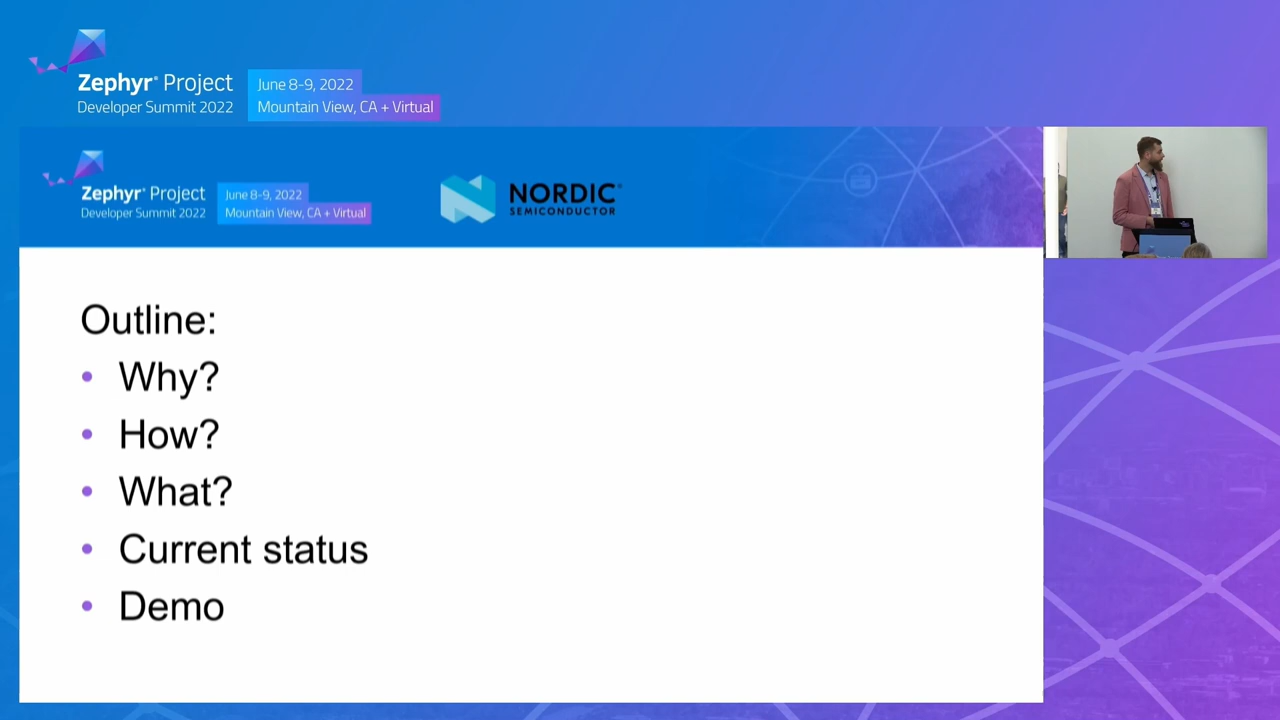 Zephyr® Project
Developer Summit 2022
June 8-9, 2022
Mountain View, CA + Virtual
Zephyr® Project
Developer Summit 2022
June 8-9, 2022
Mountain View, CA + Virtual
NORDIC®
SEMICONDUCTOR
Outline:
• Why?
• How?
• What?
• Current status
• Demo